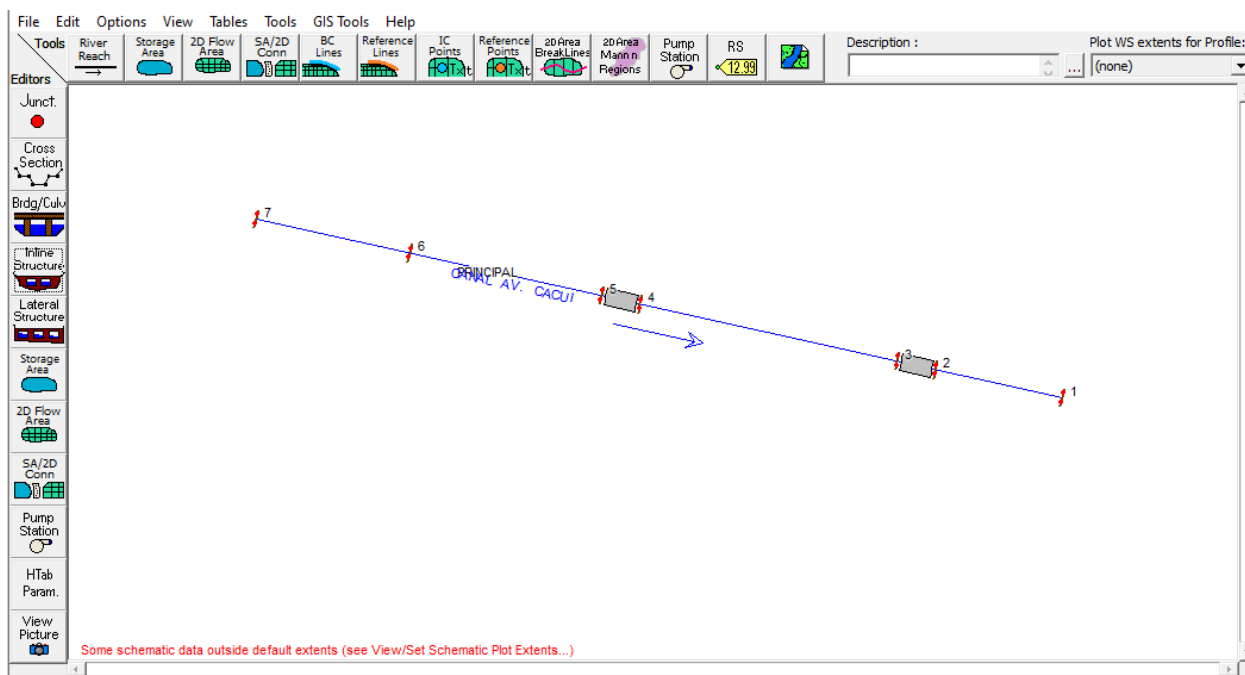 File Edit Options View Tables Tools GIS Tools Help
Tools
Editors
River Reach
Storage Area
2D Flow Area
SA/2D Conn
BC Lines
Reference Lines
IC Points
Reference Points
2D Area BreakLines
2D Area Mann n Regions
Pump Station
RS
12.99
Description :
...
Plot WS extents for Profile:
(none)
Junct.
Cross Section
Brdg/Culv
Inline Structure
Lateral Structure
Storage Area
2D Flow Area
SA/2D Conn
Pump Station
HTab Param.
View Picture
7
6
PRINCIPAL
CANAL AV. CACUI
5
4
3
2
1
Some schematic data outside default extents (see View/Set Schematic Plot Extents...)